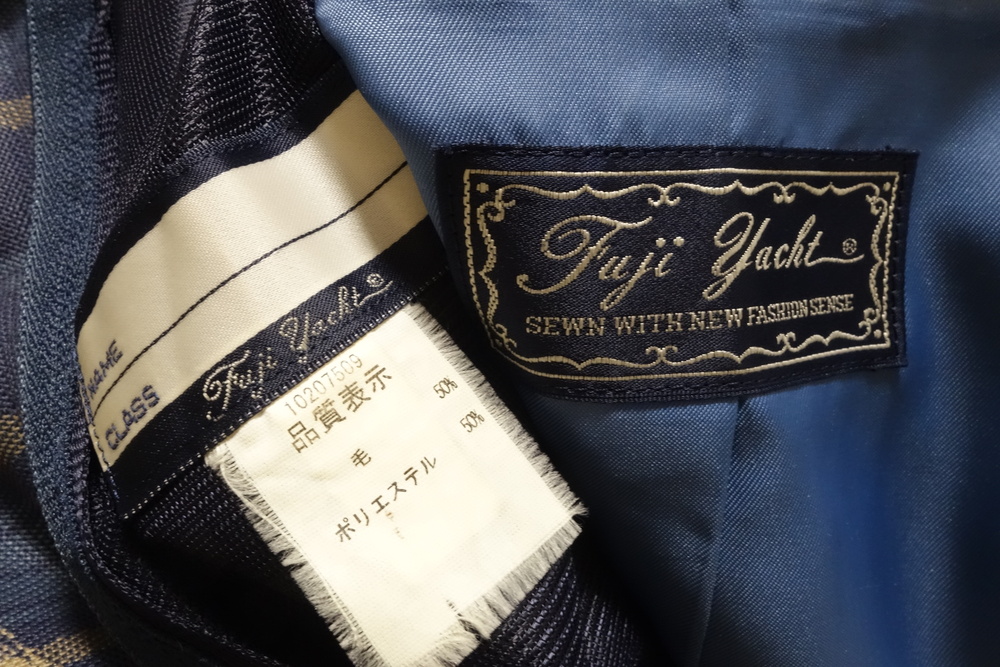 NAME
CLASS
Fuji Yacht®
10207509
品質表示
毛 50%
ポリエステル 50%
Fuji Yacht®
SEWN WITH NEW FASHION SENSE